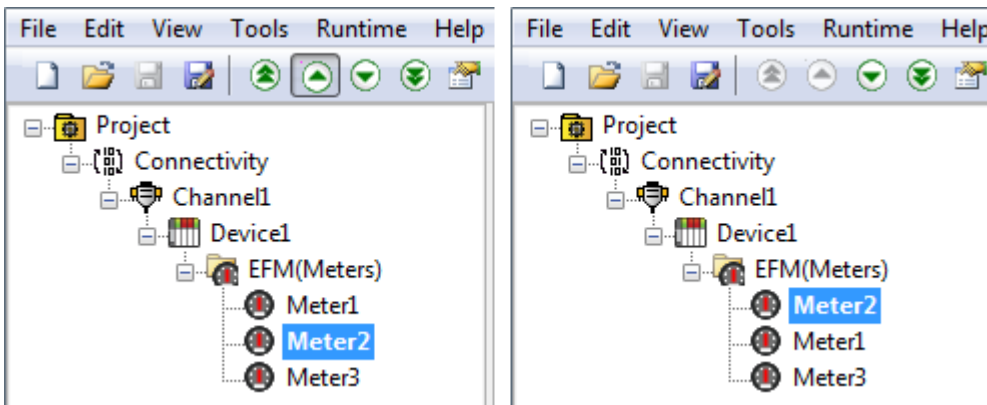 File Edit View Tools Runtime Help
Project
Connectivity
Channel1
Device1
EFM(Meters)
Meter1
Meter2
Meter3
File Edit View Tools Runtime Help
Project
Connectivity
Channel1
Device1
EFM(Meters)
Meter2
Meter1
Meter3